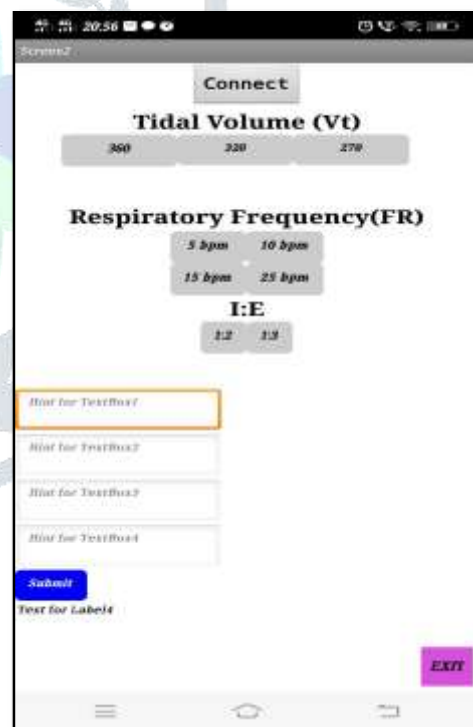 20:56
Screen2
Connect
Tidal Volume (Vt)
360 320 270
Respiratory Frequency(FR)
5 bpm 10 bpm
15 bpm 25 bpm
I:E
1:2 1:3
Hint for TextBox1
Hint for TextBox2
Hint for TextBox3
Hint for TextBox4
Submit
Text for Label4
EXIT